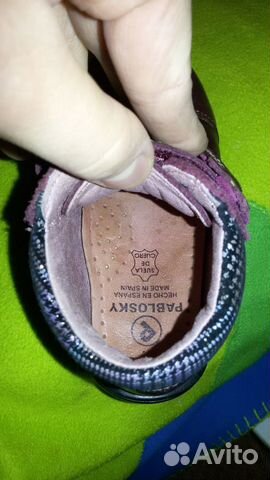 SUELA
DE
CUERO
PABLOSKY
HECHO EN ESPAÑA
MADE IN SPAIN
Avito